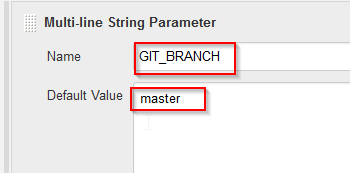 Multi-line String Parameter
Name GIT_BRANCH
Default Value master